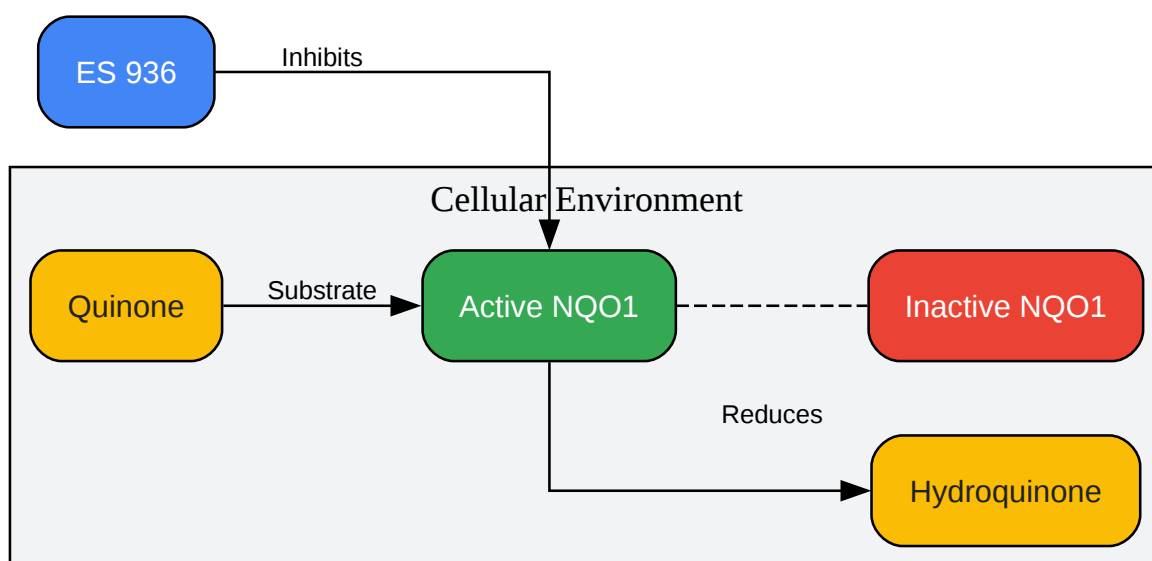 ES 936
Inhibits
Cellular Environment
Quinone
Substrate
Active NQO1
Inactive NQO1
Reduces
Hydroquinone